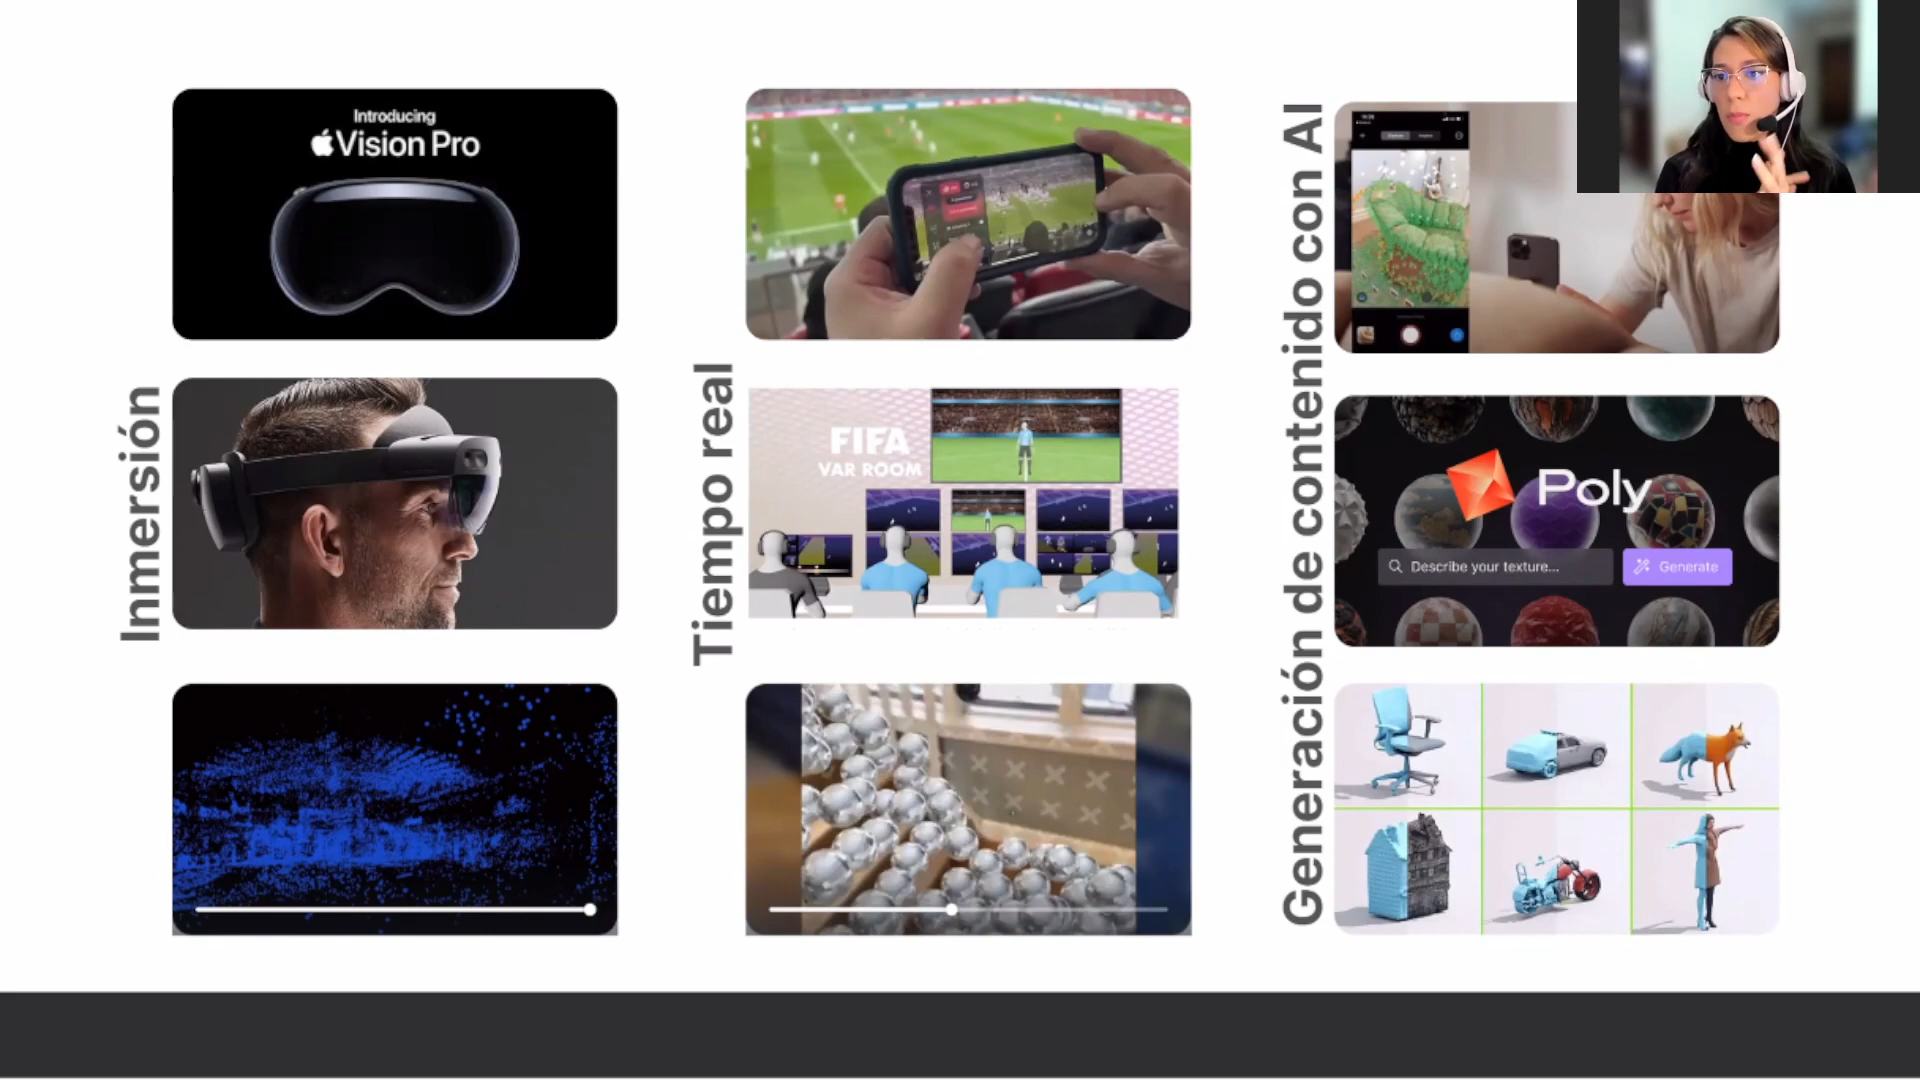 Inmersión
Introducing
Vision Pro
Tiempo real
FIFA
VAR ROOM
Generación de contenido con AI
Poly
Describe your texture...
Generate